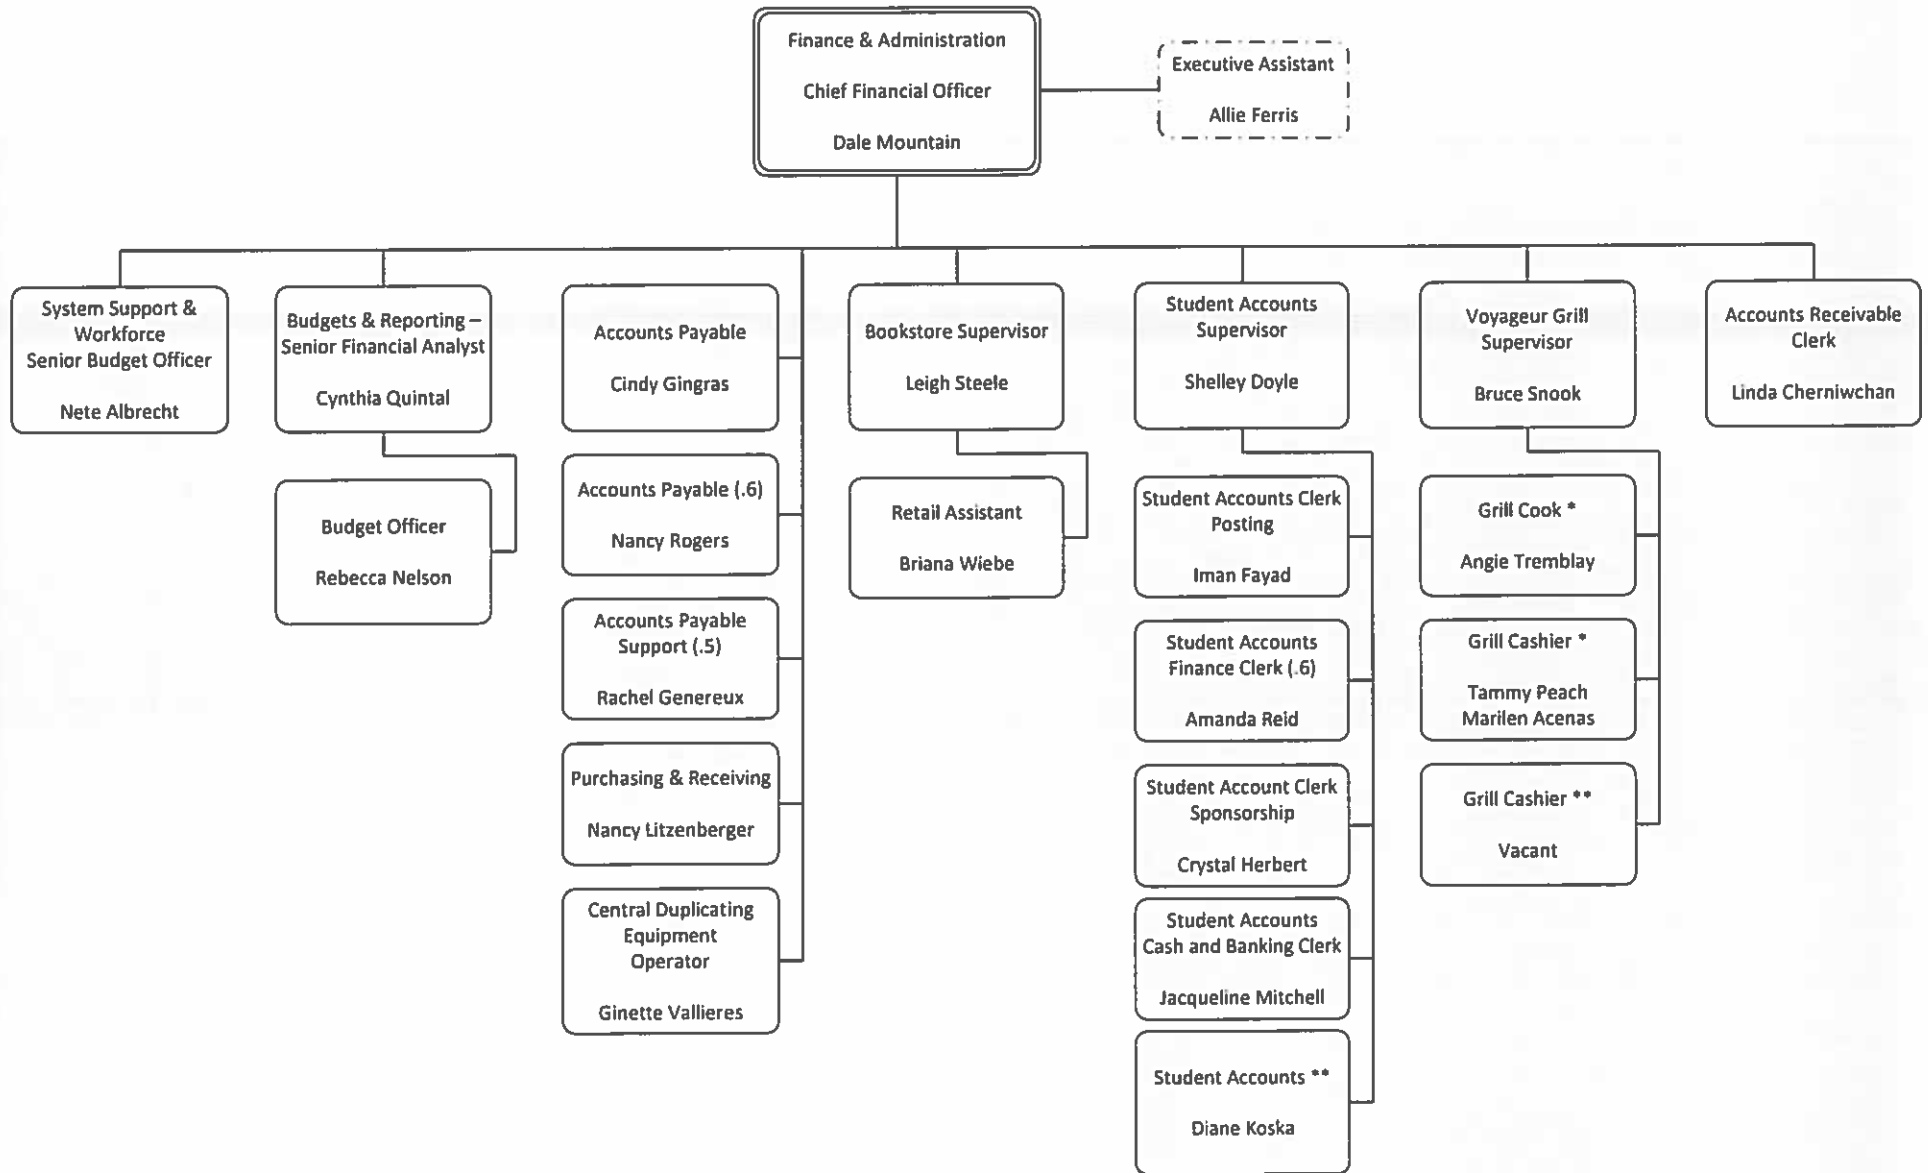 Finance & Administration
Chief Financial Officer
Dale Mountain
Executive Assistant
Allie Ferris
System Support &
Workforce
Senior Budget Officer
Nete Albrecht
Budgets & Reporting –
Senior Financial Analyst
Cynthia Quintal
Budget Officer
Rebecca Nelson
Accounts Payable
Cindy Gingras
Accounts Payable (.6)
Nancy Rogers
Accounts Payable
Support (.5)
Rachel Genereux
Purchasing & Receiving
Nancy Litzenberger
Central Duplicating
Equipment
Operator
Ginette Vallieres
Bookstore Supervisor
Leigh Steele
Retail Assistant
Briana Wiebe
Student Accounts
Supervisor
Shelley Doyle
Student Accounts Clerk
Posting
Iman Fayad
Student Accounts
Finance Clerk (.6)
Amanda Reid
Student Account Clerk
Sponsorship
Crystal Herbert
Student Accounts
Cash and Banking Clerk
Jacqueline Mitchell
Student Accounts **
Diane Koska
Voyageur Grill
Supervisor
Bruce Snook
Grill Cook *
Angie Tremblay
Grill Cashier *
Tammy Peach
Marilen Acenas
Grill Cashier **
Vacant
Accounts Receivable
Clerk
Linda Cherniwchan